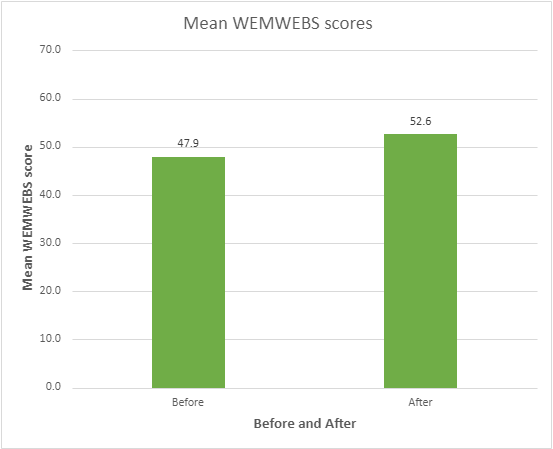 Mean WEMWEBS scores
70.0
60.0
50.0
40.0
30.0
20.0
10.0
0.0
Mean WEMWEBS score
47.9
52.6
Before
After
Before and After